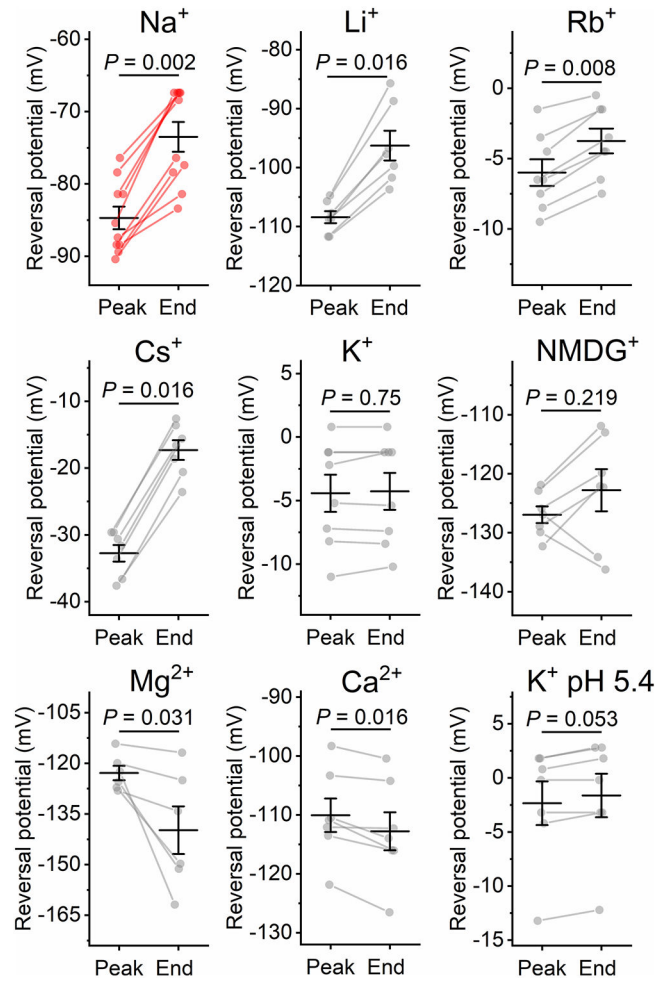 Na⁺
Reversal potential (mV)
-60
-70
-80
-90
P = 0.002
Peak End
Li⁺
Reversal potential (mV)
-80
-90
-100
-110
-120
P = 0.016
Peak End
Rb⁺
Reversal potential (mV)
0
-5
-10
P = 0.008
Peak End
Cs⁺
Reversal potential (mV)
-10
-20
-30
-40
P = 0.016
Peak End
K⁺
Reversal potential (mV)
5
0
-5
-10
P = 0.75
Peak End
NMDG⁺
Reversal potential (mV)
-110
-120
-130
-140
P = 0.219
Peak End
Mg²⁺
Reversal potential (mV)
-105
-120
-135
-150
-165
P = 0.031
Peak End
Ca²⁺
Reversal potential (mV)
-90
-100
-110
-120
-130
P = 0.016
Peak End
K⁺ pH 5.4
Reversal potential (mV)
5
0
-5
-10
-15
P = 0.053
Peak End